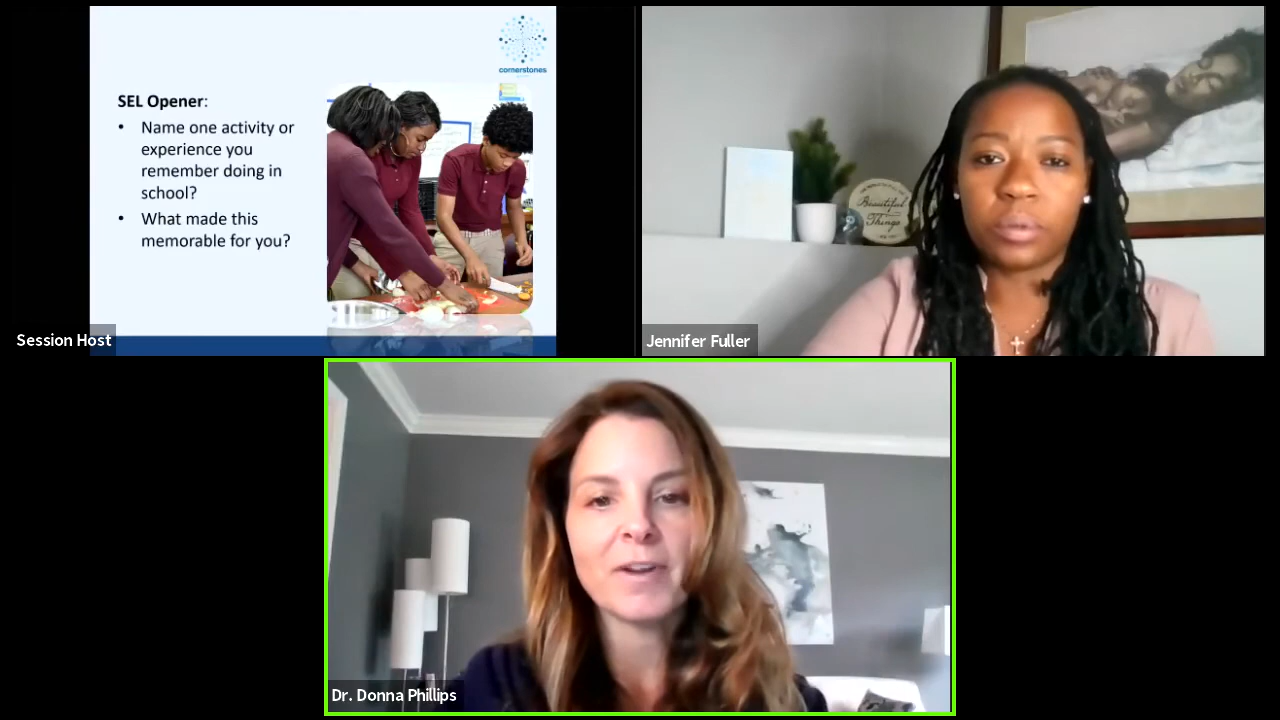 cornerstones
SEL Opener:
• Name one activity or
experience you
remember doing in
school?
• What made this
memorable for you?
Session Host
Beautiful
Things
Jennifer Fuller
Dr. Donna Phillips